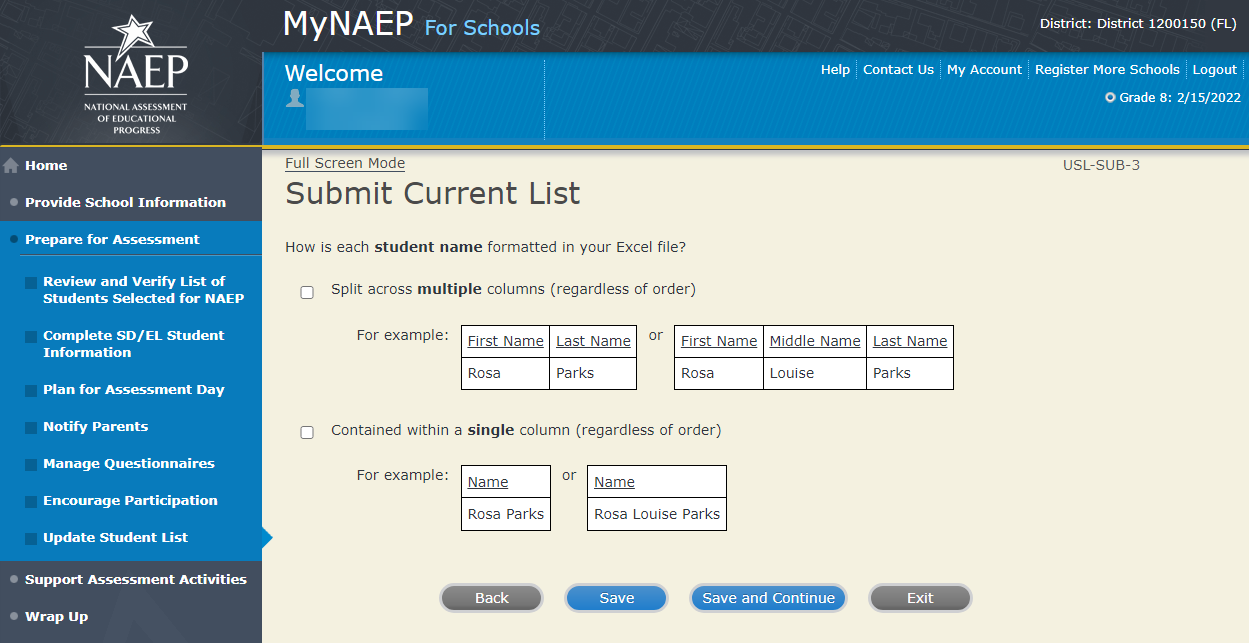 NAEP
NATIONAL ASSESSMENT
OF EDUCATIONAL
PROGRESS
MyNAEP For Schools
District: District 1200150 (FL)
Welcome
Help Contact Us My Account Register More Schools Logout
Grade 8: 2/15/2022
Home
Provide School Information
Prepare for Assessment
Review and Verify List of
Students Selected for NAEP
Complete SD/EL Student
Information
Plan for Assessment Day
Notify Parents
Manage Questionnaires
Encourage Participation
Update Student List
Support Assessment Activities
Wrap Up
Full Screen Mode
USL-SUB-3
Submit Current List
How is each student name formatted in your Excel file?
Split across multiple columns (regardless of order)
For example: First Name Last Name or First Name Middle Name Last Name
Rosa Parks Rosa Louise Parks
Contained within a single column (regardless of order)
For example: Name or Name
Rosa Parks Rosa Louise Parks
Back Save Save and Continue Exit